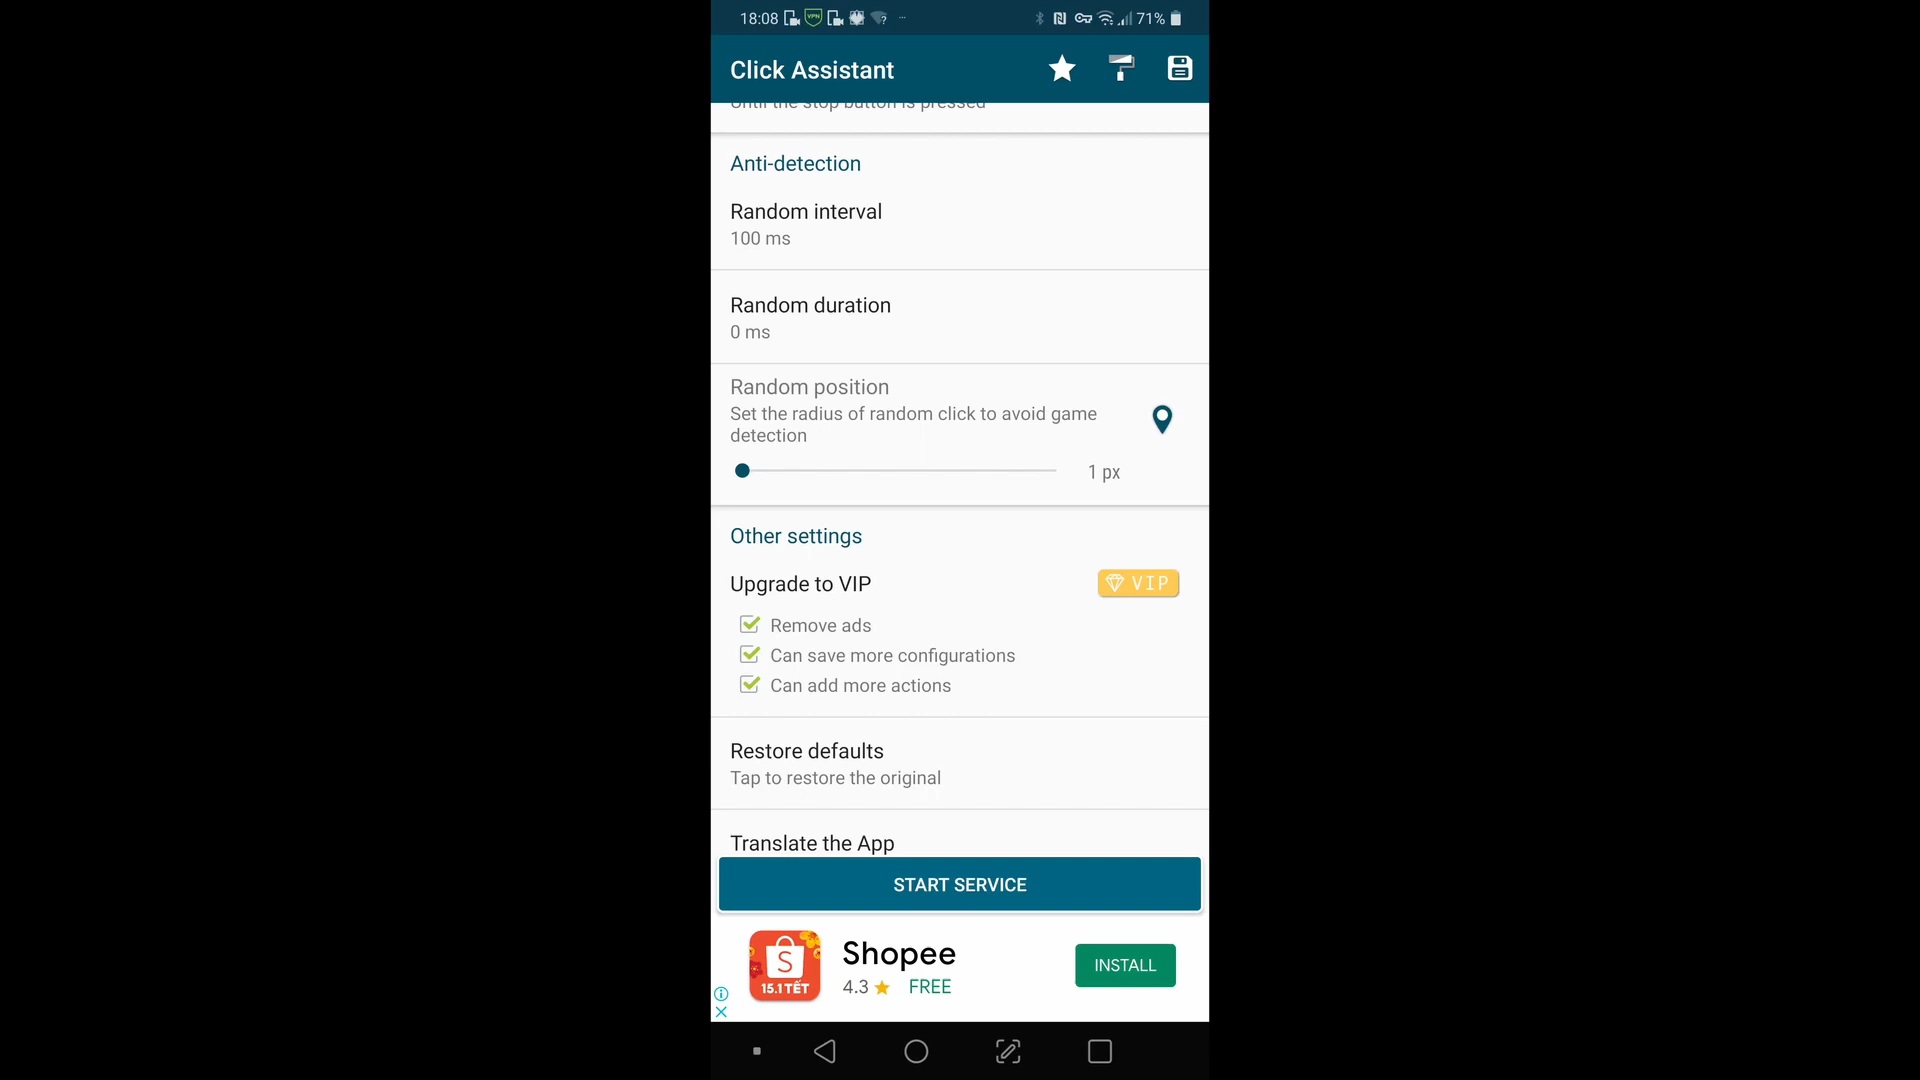 18:08
VPN
71%
Click Assistant
Until the stop button is pressed
Anti-detection
Random interval
100 ms
Random duration
0 ms
Random position
Set the radius of random click to avoid game
detection
1 px
Other settings
Upgrade to VIP
VIP
Remove ads
Can save more configurations
Can add more actions
Restore defaults
Tap to restore the original
Translate the App
START SERVICE
S
15.1 TẾT
Shopee
4.3 ★ FREE
INSTALL